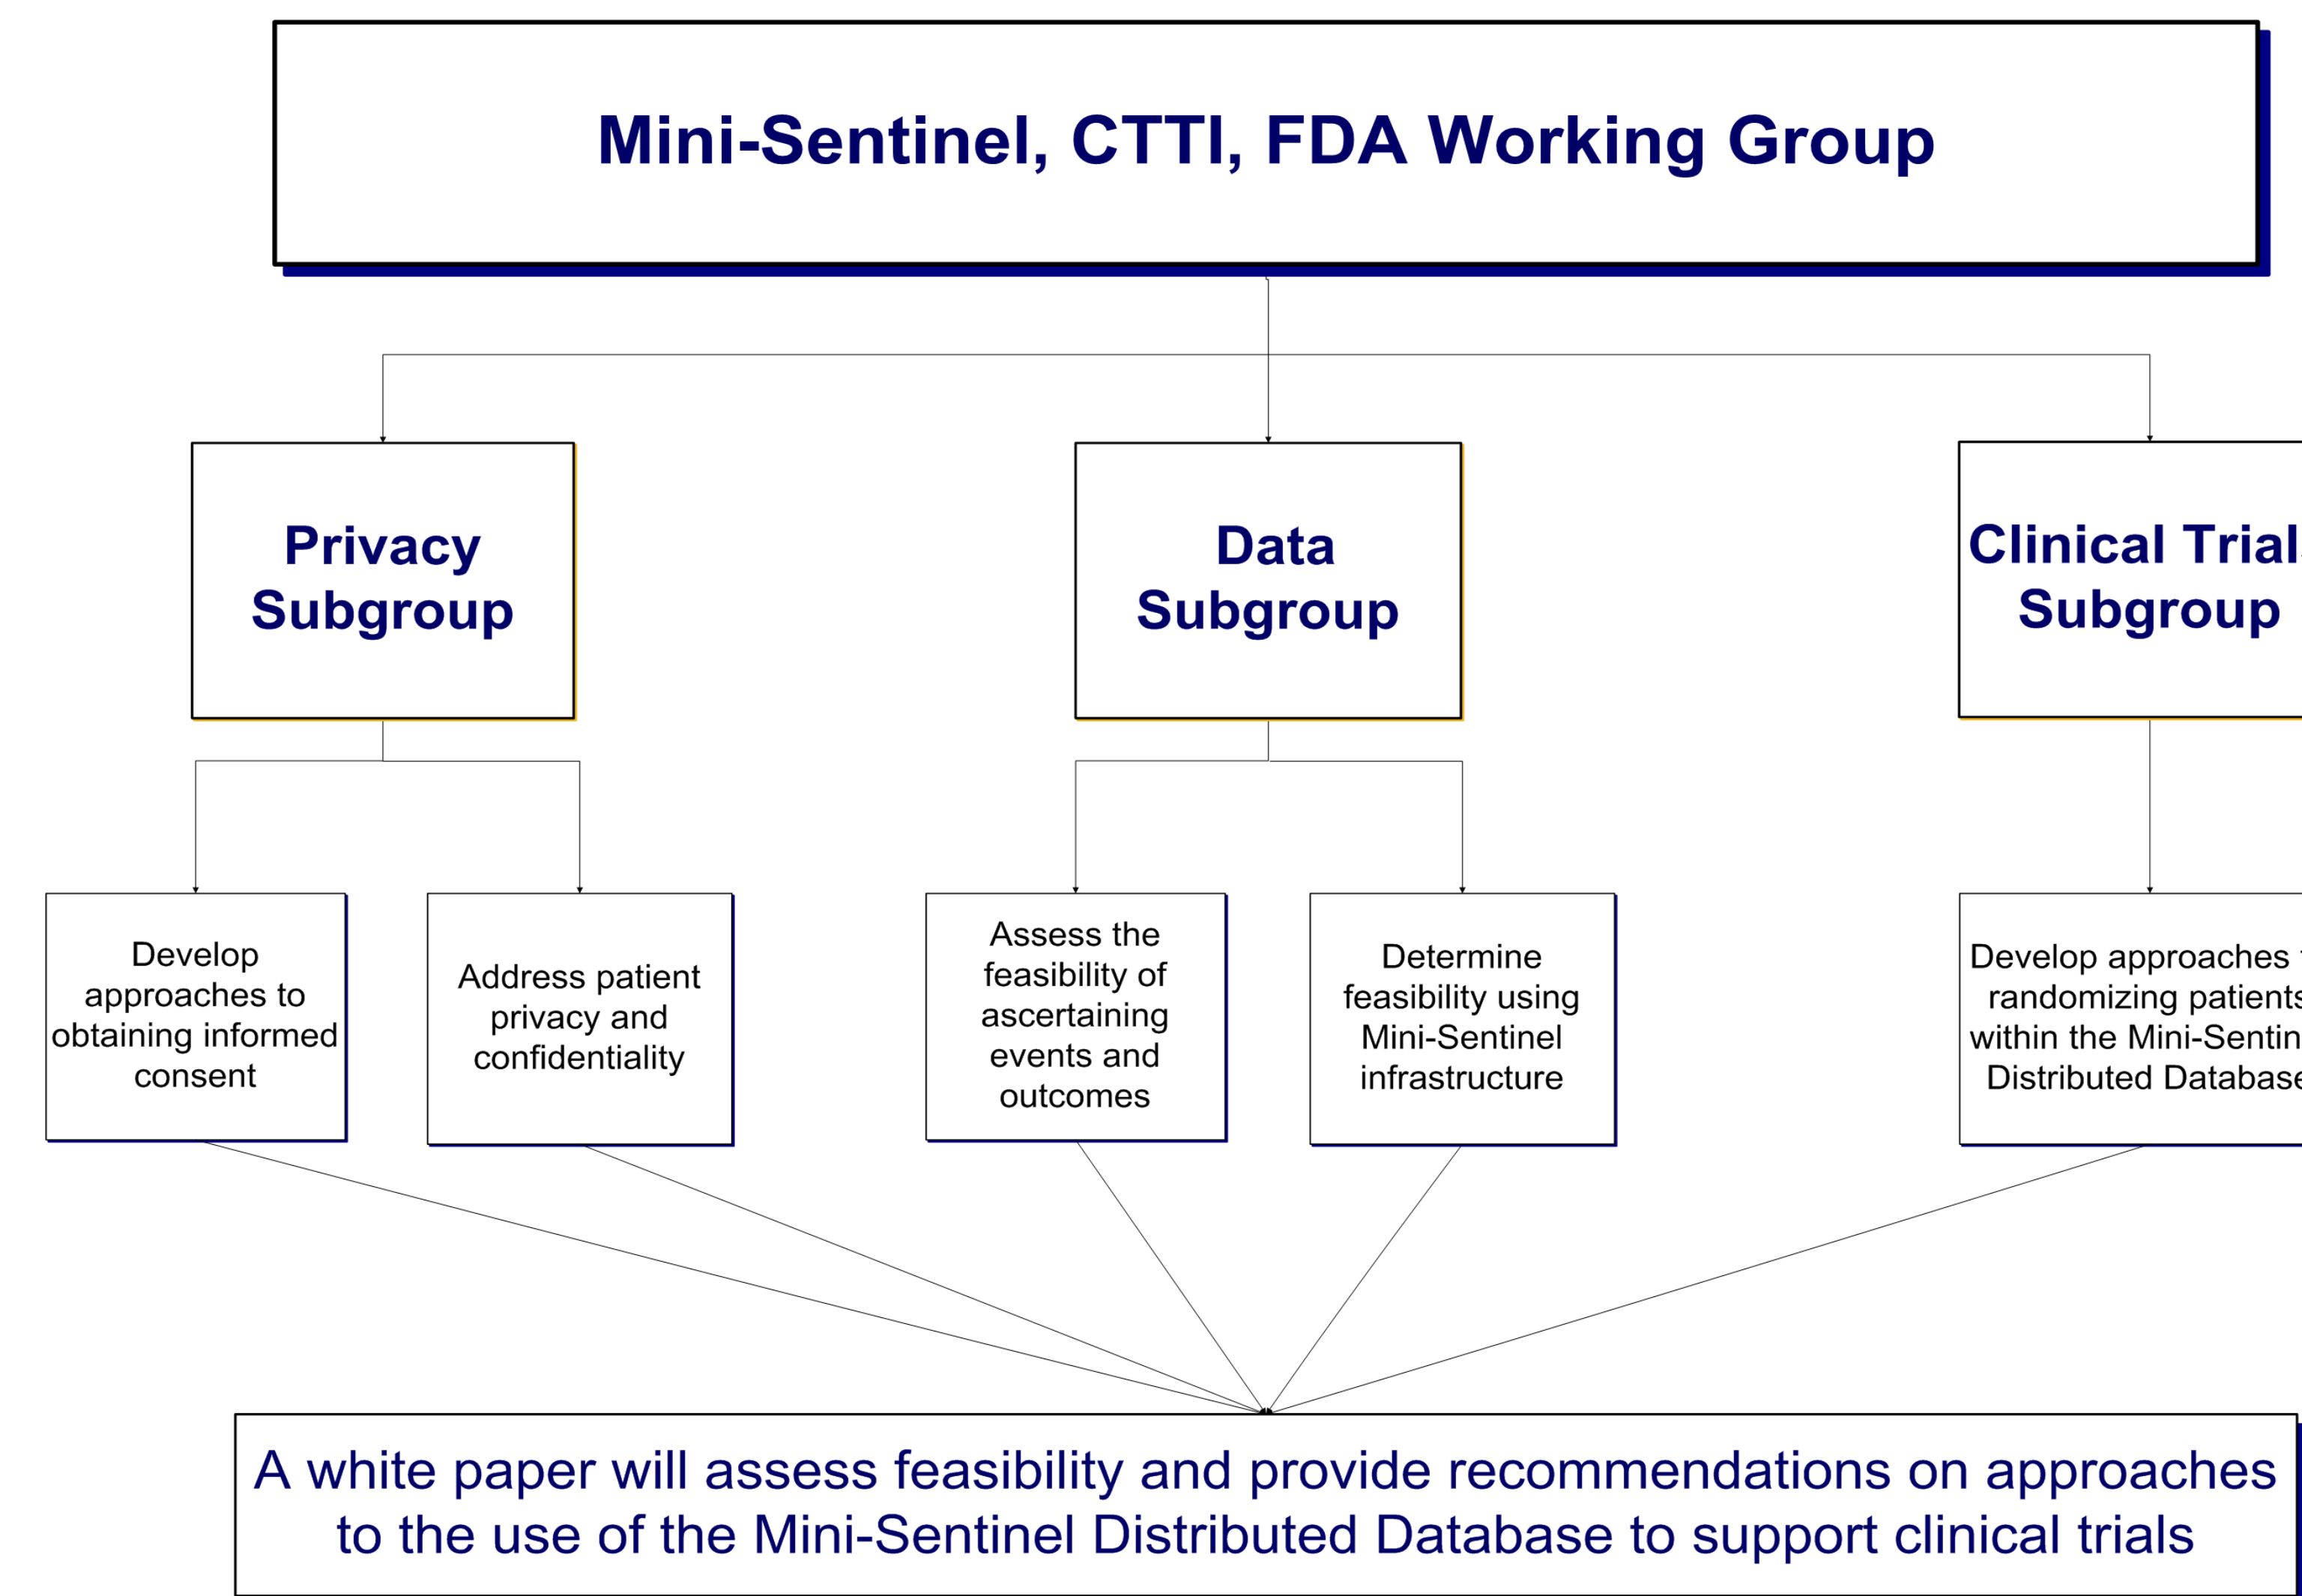 Mini-Sentinel, CTTI, FDA Working Group
Privacy
Subgroup
Data
Subgroup
Clinical Trials
Subgroup
Develop
approaches to
obtaining informed
consent
Address patient
privacy and
confidentiality
Assess the
feasibility of
ascertaining
events and
outcomes
Determine
feasibility using
Mini-Sentinel
infrastructure
Develop approaches
randomizing patients
within the Mini-Sentin
Distributed Database
A white paper will assess feasibility and provide recommendations on approaches
to the use of the Mini-Sentinel Distributed Database to support clinical trials